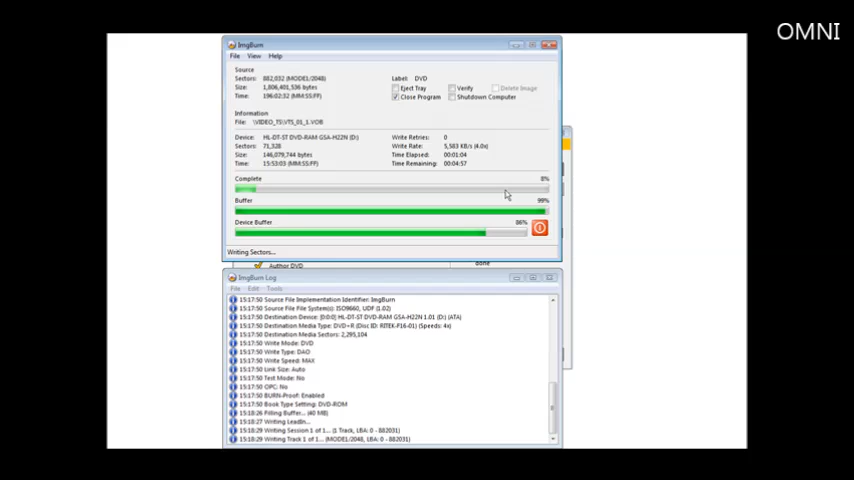 OMNI
ImgBurn
File View Help
Source
Sectors: 882,032 (MODE1/2048)
Size: 1,806,401,536 bytes
Time: 196:02:32 (MM:SS:FF)
Label: DVD
Eject Tray Verify Delete Image
Close Program Shutdown Computer
Information
File: \VIDEO_TS\VTS_01_1.VOB
Device: HL-DT-ST DVD-RAM GSA-H22N (D:)
Sectors: 71,328
Size: 146,079,744 bytes
Time: 15:53:03 (MM:SS:FF)
Write Retries: 0
Write Rate: 5,583 KB/s (4.0x)
Time Elapsed: 00:01:04
Time Remaining: 00:04:57
Complete 8%
Buffer 99%
Device Buffer 86%
Writing Sectors...
Author DVD done
ImgBurn Log
File Edit Tools
15:17:50 Source File Implementation Identifier: ImgBurn
15:17:50 Source File File System(s): ISO9660, UDF (1.02)
15:17:50 Destination Device: [0:0:0] HL-DT-ST DVD-RAM GSA-H22N 1.01 (D:) (ATA)
15:17:50 Destination Media Type: DVD+R (Disc ID: RITEK-F16-01) (Speeds: 4x)
15:17:50 Destination Media Sectors: 2,295,104
15:17:50 Write Mode: DVD
15:17:50 Write Type: DAO
15:17:50 Write Speed: MAX
15:17:50 Link Size: Auto
15:17:50 Test Mode: No
15:17:50 OPC: No
15:17:50 BURN-Proof: Enabled
15:17:50 Book Type Setting: DVD-ROM
15:18:26 Filling Buffer... (40 MB)
15:18:27 Writing LeadIn...
15:18:29 Writing Session 1 of 1... (1 Track, LBA: 0 - 882031)
15:18:29 Writing Track 1 of 1... (MODE1/2048, LBA: 0 - 882031)